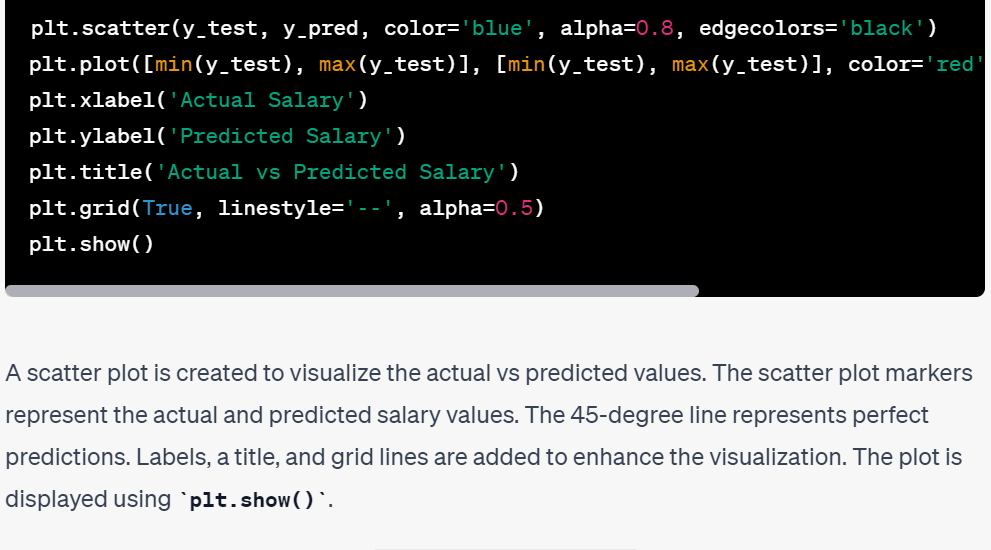 plt.scatter(y_test, y_pred, color='blue', alpha=0.8, edgecolors='black')
plt.plot([min(y_test), max(y_test)], [min(y_test), max(y_test)], color='red'
plt.xlabel('Actual Salary')
plt.ylabel('Predicted Salary')
plt.title('Actual vs Predicted Salary')
plt.grid(True, linestyle='--', alpha=0.5)
plt.show()
A scatter plot is created to visualize the actual vs predicted values. The scatter plot markers
represent the actual and predicted salary values. The 45-degree line represents perfect
predictions. Labels, a title, and grid lines are added to enhance the visualization. The plot is
displayed using `plt.show()`.